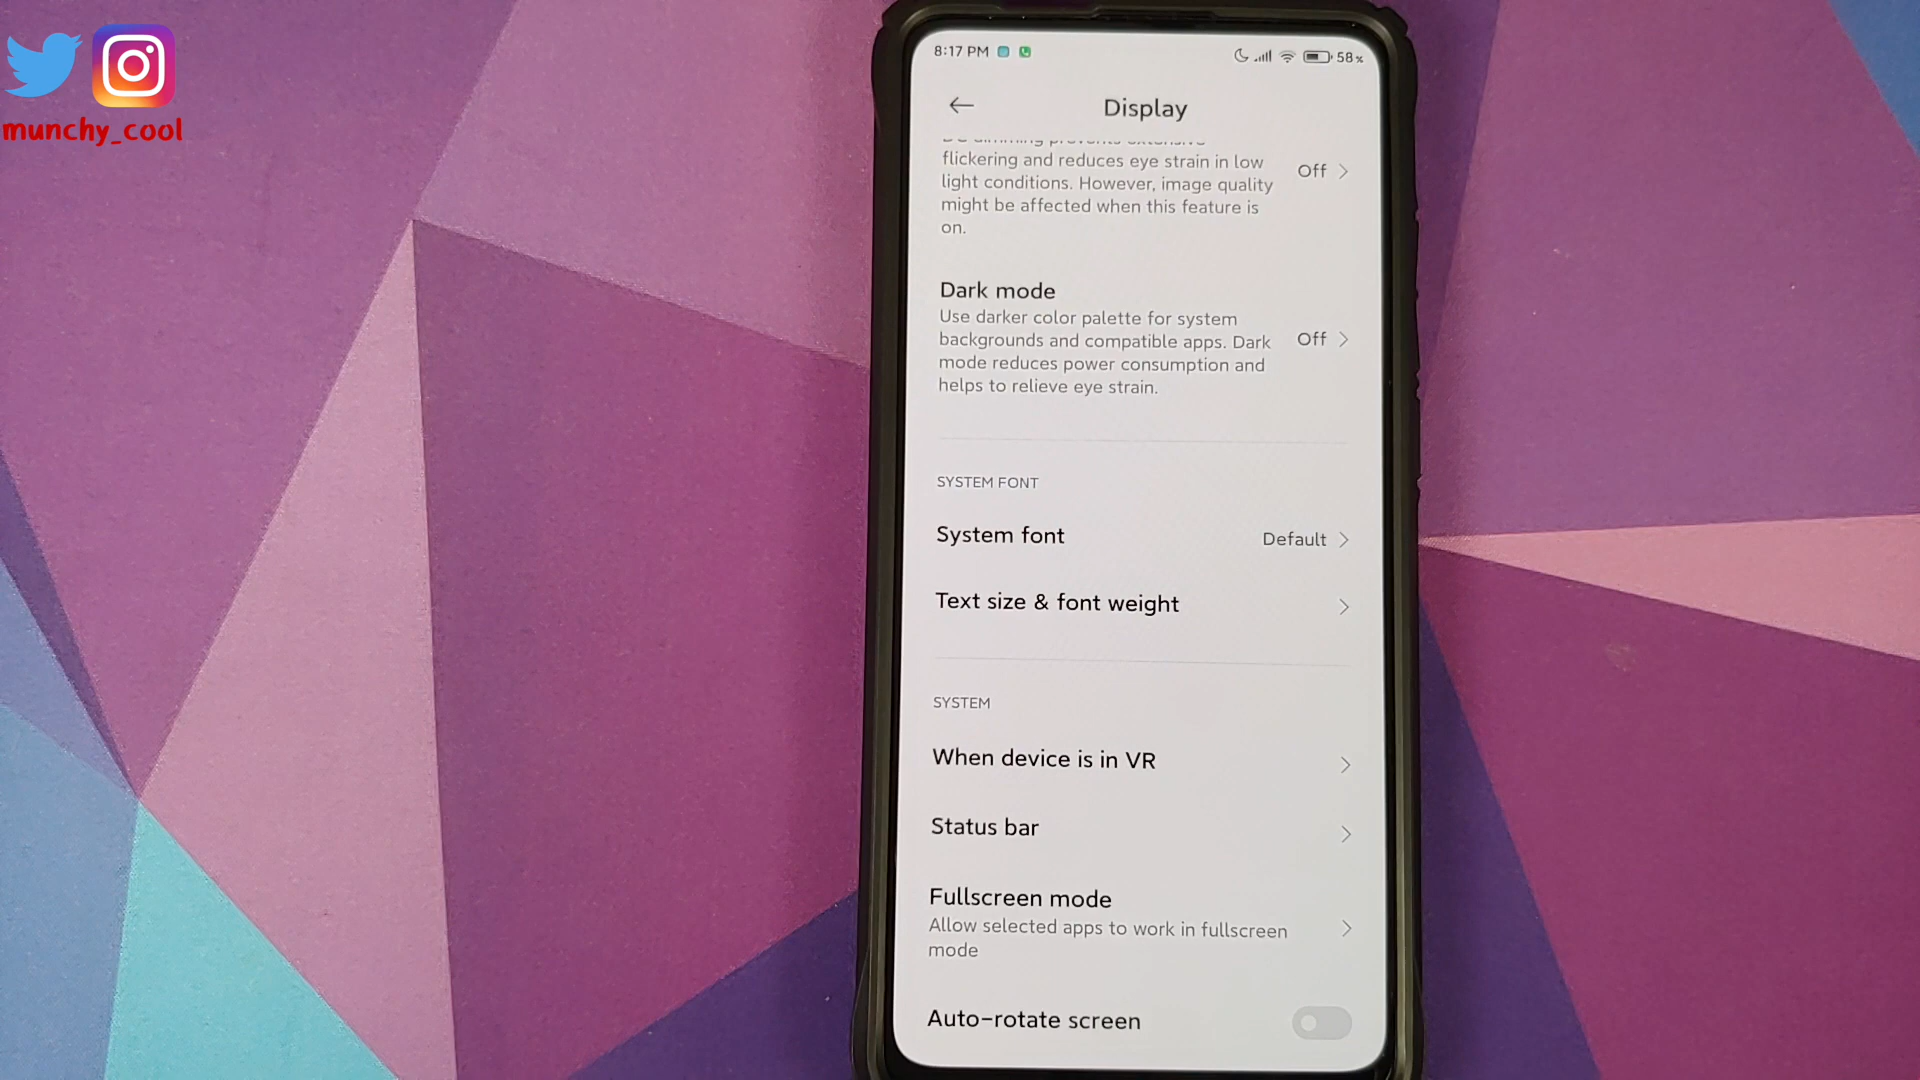 munchy_cool
8:17 PM
58%
Display
flickering and reduces eye strain in low
light conditions. However, image quality
might be affected when this feature is
on.
Off
Dark mode
Use darker color palette for system
backgrounds and compatible apps. Dark
mode reduces power consumption and
helps to relieve eye strain.
Off
SYSTEM FONT
System font
Default
Text size & font weight
SYSTEM
When device is in VR
Status bar
Fullscreen mode
Allow selected apps to work in fullscreen
mode
Auto-rotate screen